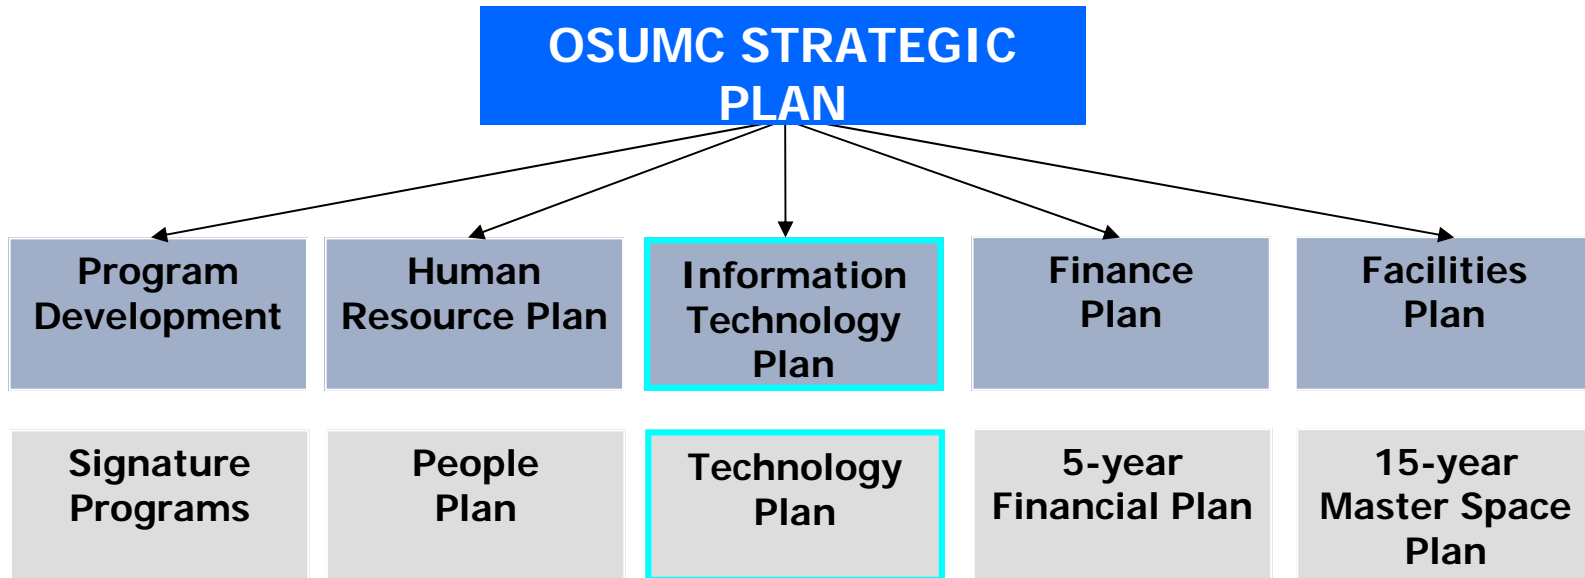 OSUMC STRATEGIC
PLAN
Program
Development
Human
Resource Plan
Information
Technology
Plan
Finance
Plan
Facilities
Plan
Signature
Programs
People
Plan
Technology
Plan
5-year
Financial Plan
15-year
Master Space
Plan